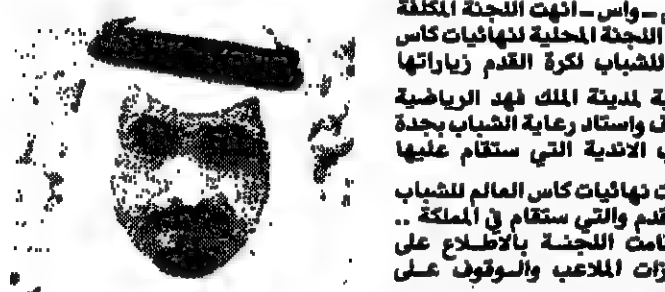 ـ واس ـ انهت اللجنة المكلفة
اللجنة المحلية لنهائيات كاس
للشباب لكرة القدم زياراتها
لمدينة الملك فهد الرياضية
واستاد رعاية الشباب بجدة
الاندية التي ستقام عليها
نهائيات كاس العالم للشباب
والتي ستقام في المملكة ..
اللجنة بالاطلاع على
الملاعب والوقوف على